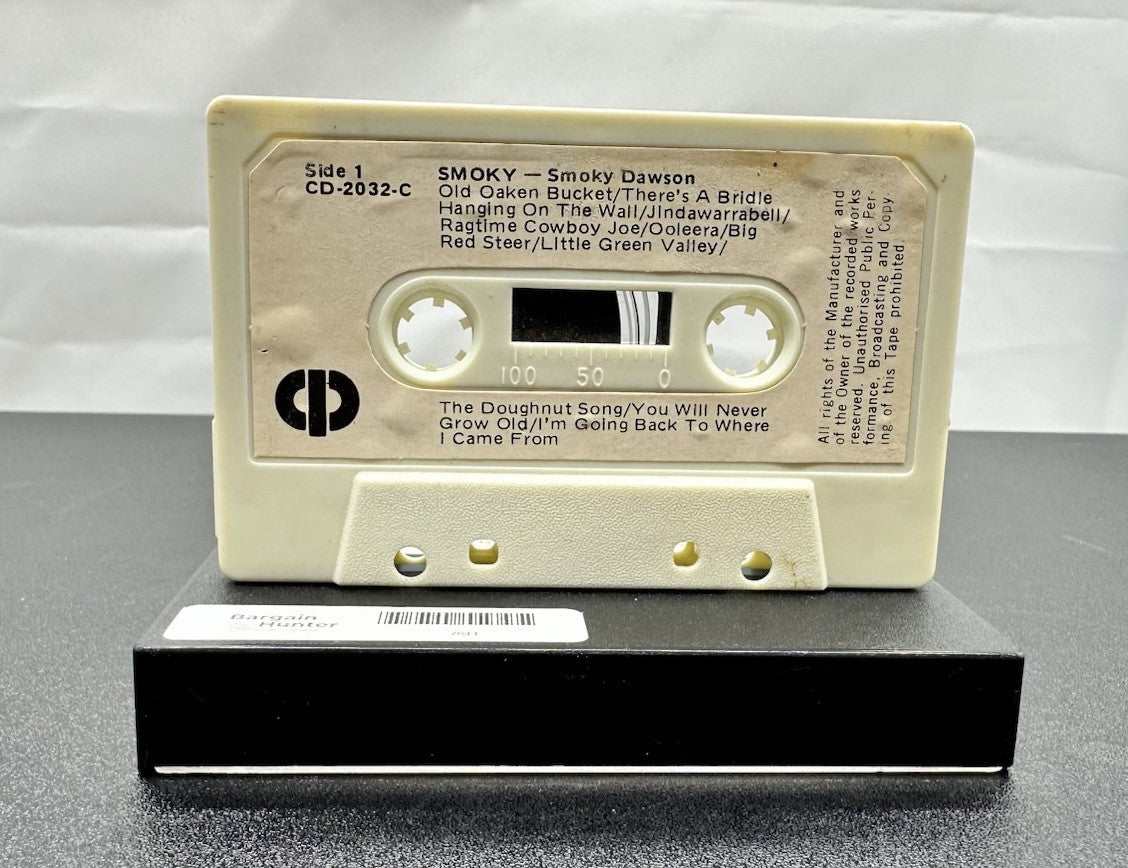 Side 1
CD-2032-C
SMOKY — Smoky Dawson
Old Oaken Bucket/There's A Bridle
Hanging On The Wall/Jindawarrabell/
Ragtime Cowboy Joe/Ooleera/Big
Red Steer/Little Green Valley/
100 50 0
The Doughnut Song/You Will Never
Grow Old/I'm Going Back To Where
I Came From
All rights of the Manufacturer and
of the Owner of the recorded works
reserved. Unauthorised Public Per-
formance, Broadcasting and Copy
ing of this Tape prohibited.
Bargain
Hunter